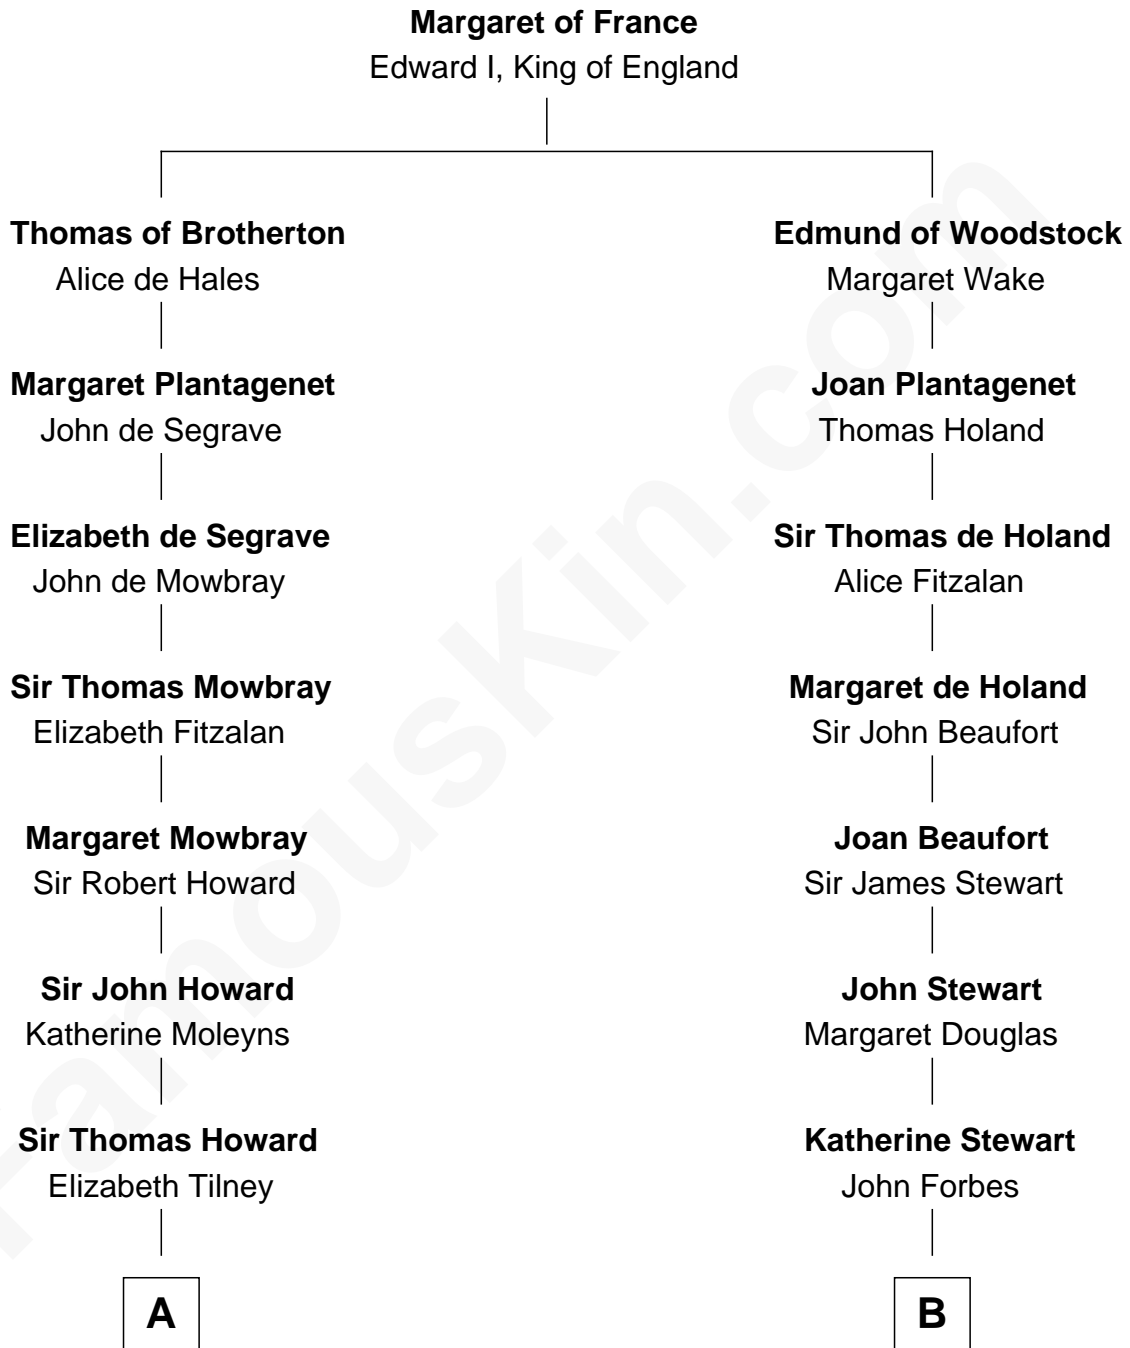 Margaret of France
Edward I, King of England
Thomas of Brotherton
Alice de Hales
Edmund of Woodstock
Margaret Wake
Margaret Plantagenet
John de Segrave
Joan Plantagenet
Thomas Holand
Elizabeth de Segrave
John de Mowbray
Sir Thomas de Holand
Alice Fitzalan
Sir Thomas Mowbray
Elizabeth Fitzalan
Margaret de Holand
Sir John Beaufort
Margaret Mowbray
Sir Robert Howard
Joan Beaufort
Sir James Stewart
Sir John Howard
Katherine Moleyns
John Stewart
Margaret Douglas
Sir Thomas Howard
Elizabeth Tilney
Katherine Stewart
John Forbes
A
B
FamousKin.com